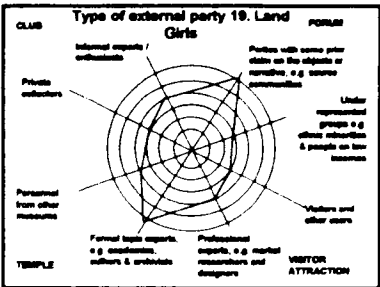 Type of external party 19. Land
Girls
CLUB
FORUM
Informal experts /
enthusiasts
Parties with some prior
claim on the objects or
narrative, e.g. source
communities
Private
collectors
Under
represented
groups e.g
ethnic minorities
& people on low
incomes
Personnel
from other
museums
Visitors and
other users
Formal topic experts,
e.g. academics,
authors & archivists
Professional
experts, e.g. market
researchers and
designers
TEMPLE
VISITOR
ATTRACTION